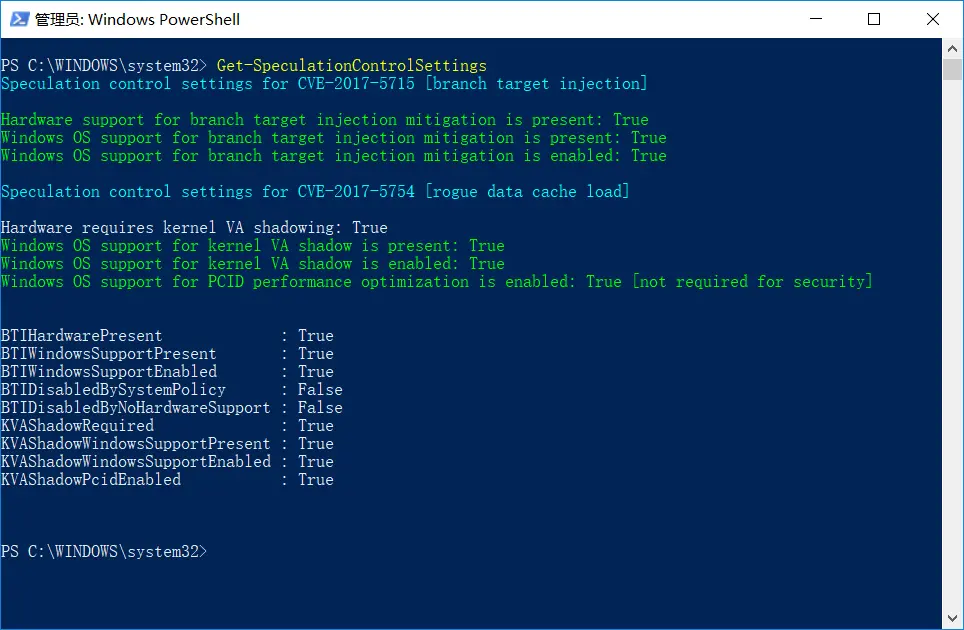 管理员: Windows PowerShell
PS C:\WINDOWS\system32> Get-SpeculationControlSettings
Speculation control settings for CVE-2017-5715 [branch target injection]
Hardware support for branch target injection mitigation is present: True
Windows OS support for branch target injection mitigation is present: True
Windows OS support for branch target injection mitigation is enabled: True
Speculation control settings for CVE-2017-5754 [rogue data cache load]
Hardware requires kernel VA shadowing: True
Windows OS support for kernel VA shadow is present: True
Windows OS support for kernel VA shadow is enabled: True
Windows OS support for PCID performance optimization is enabled: True [not required for security]
BTIHardwarePresent : True
BTIWindowsSupportPresent : True
BTIWindowsSupportEnabled : True
BTIDisabledBySystemPolicy : False
BTIDisabledByNoHardwareSupport : False
KVAShadowRequired : True
KVAShadowWindowsSupportPresent : True
KVAShadowWindowsSupportEnabled : True
KVAShadowPcidEnabled : True
PS C:\WINDOWS\system32>